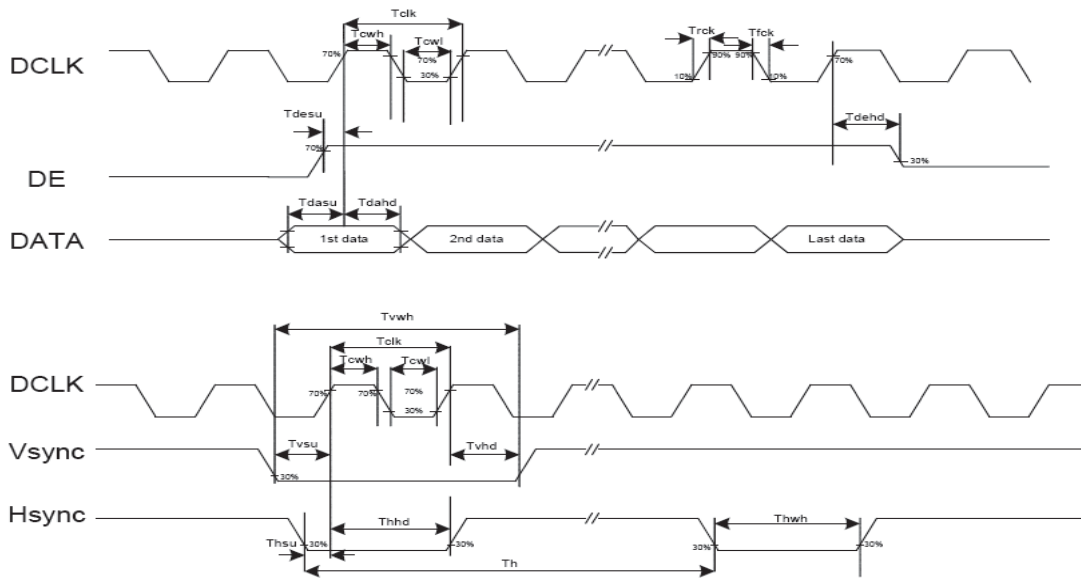 Tclk
Tcwh Tcwl Trck Tfck
DCLK 70% 70% 30% 90% 90% 10% 10% 70%
Tdesu Tdehd
70% 30%
DE
Tdasu Tdahd
DATA 1st data 2nd data Last data
Tvwh
Tclk
Tcwh Tcwl
DCLK 70% 70% 70% 30%
Vsync Tvsu Tvhd
30%
Hsync Thhd Thwh
Thsu 30% 30% 30% 30%
Th